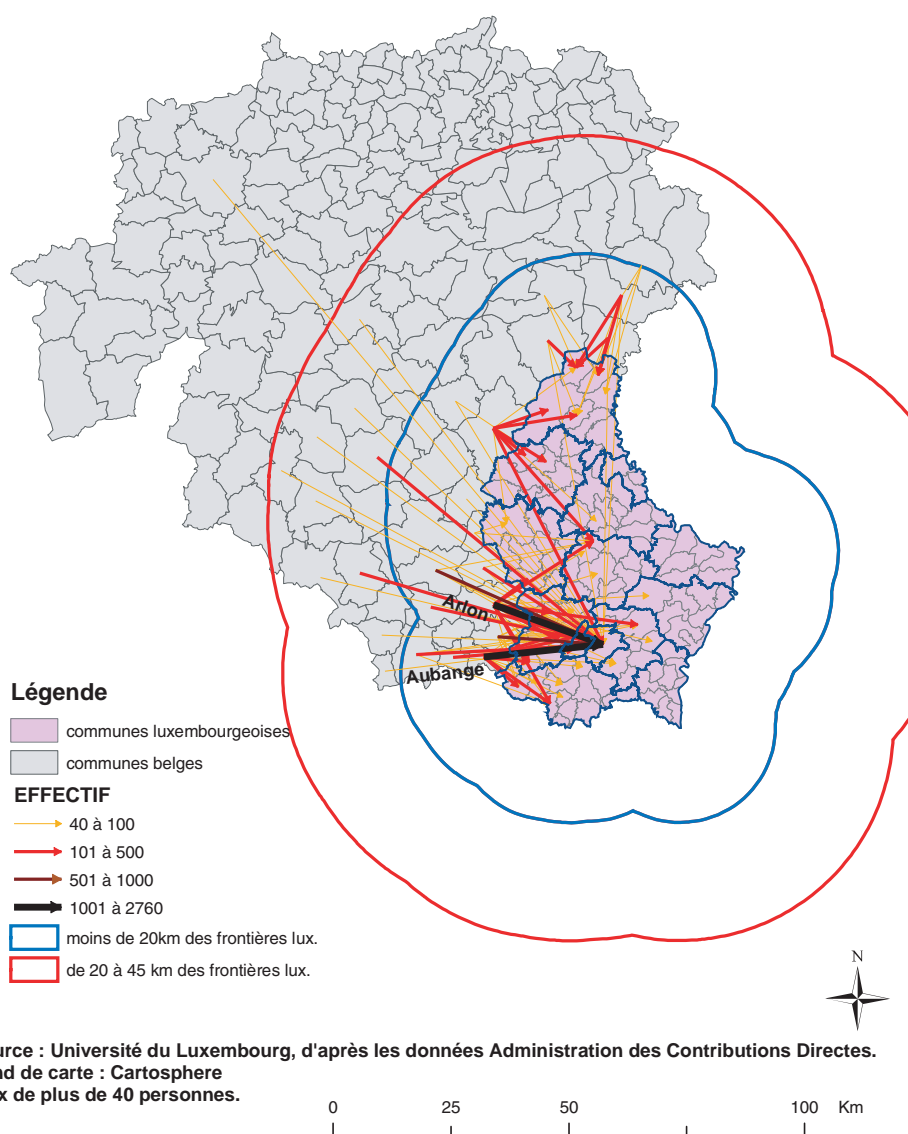 Arlon
Aubange
Légende
communes luxembourgeoises
communes belges
EFFECTIF
40 à 100
101 à 500
501 à 1000
1001 à 2760
moins de 20km des frontières lux.
de 20 à 45 km des frontières lux.
N
urce : Université du Luxembourg, d'après les données Administration des Contributions Directes.
nd de carte : Cartosphere
x de plus de 40 personnes.
0 25 50 100 Km